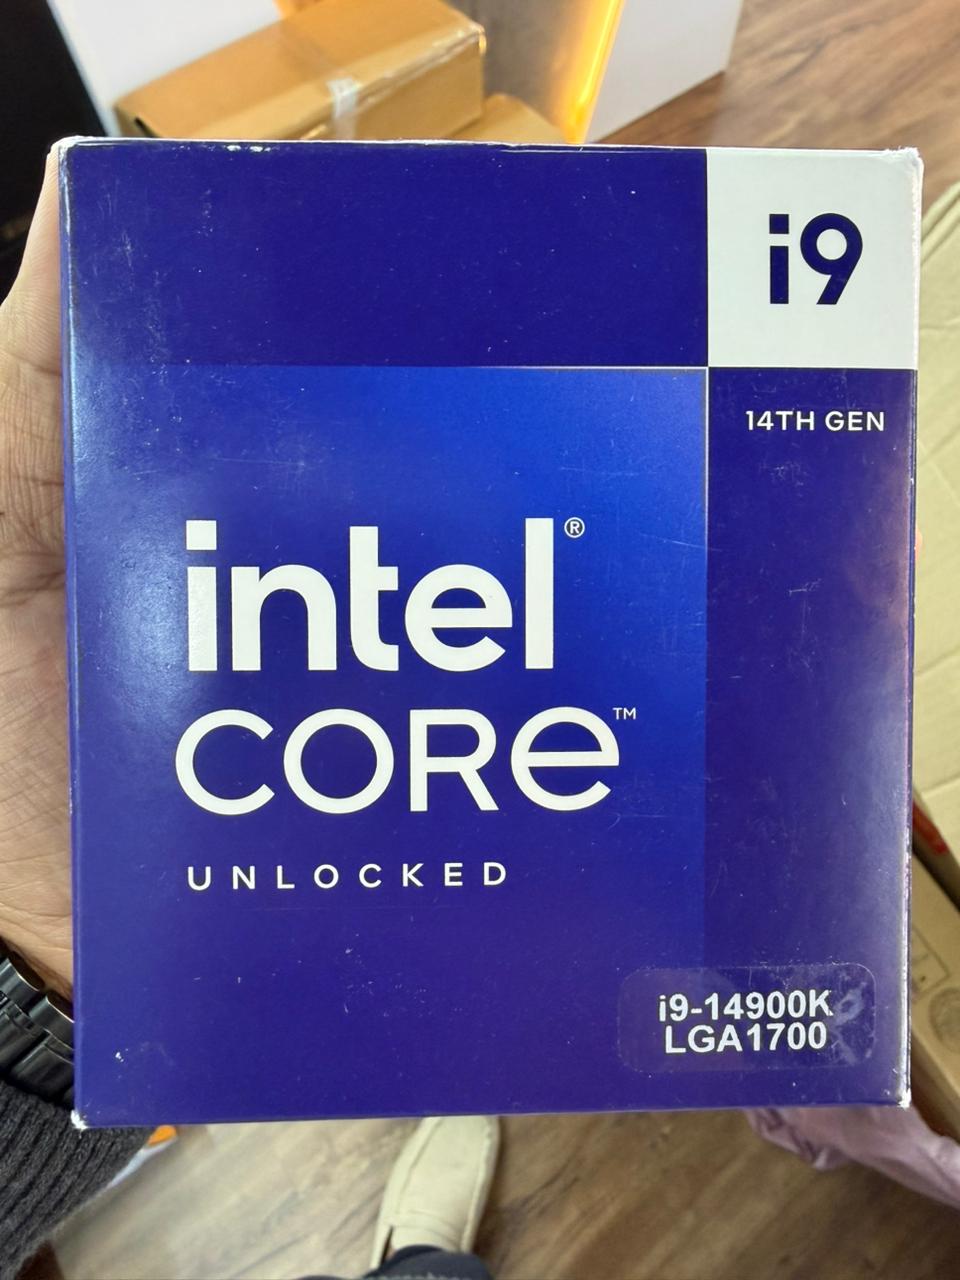 i9
14TH GEN
intel®
CORE™
UNLOCKED
i9-14900K
LGA1700